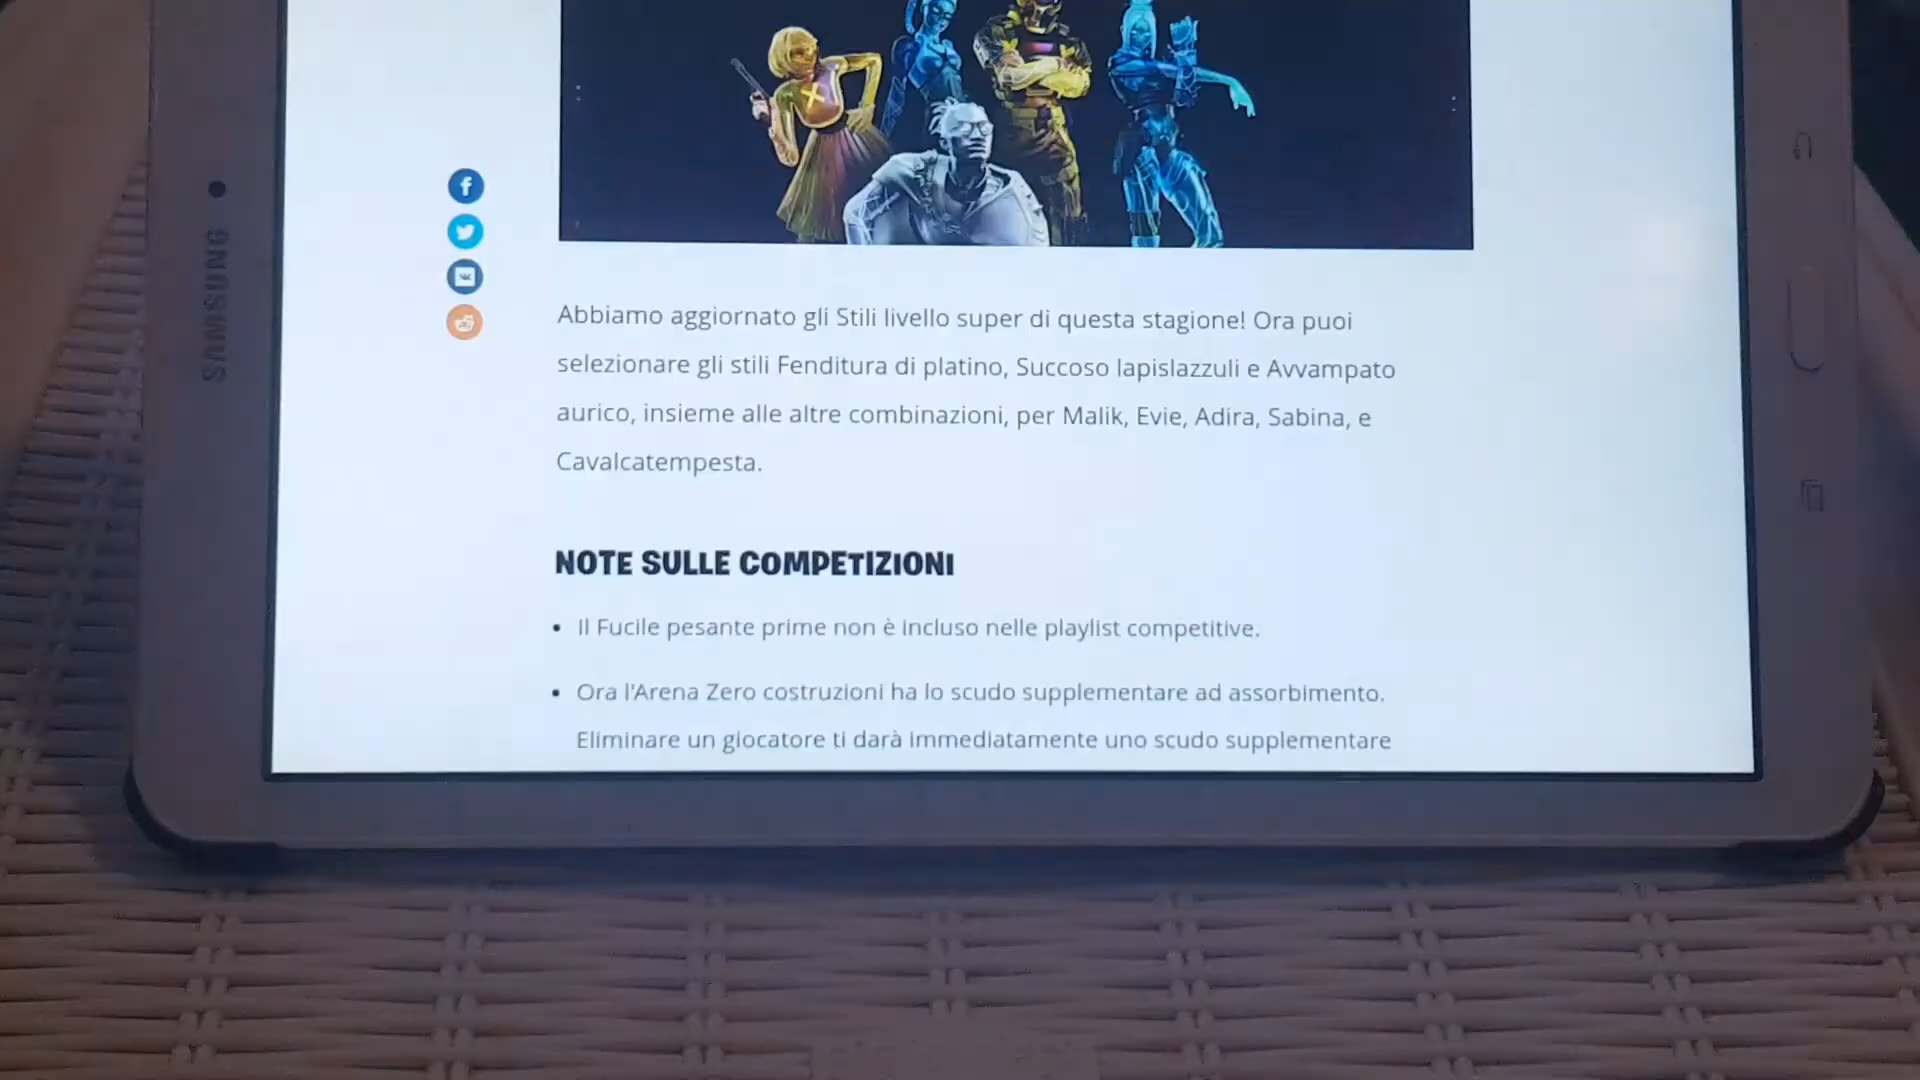 SAMSUNG
Abbiamo aggiornato gli Stili livello super di questa stagione! Ora puoi
selezionare gli stili Fenditura di platino, Succoso lapislazzuli e Avvampato
aurico, insieme alle altre combinazioni, per Malik, Evie, Adira, Sabina, e
Cavalcatempesta.
NOTE SULLE COMPETIZIONI
• Il Fucile pesante prime non è incluso nelle playlist competitive.
• Ora l'Arena Zero costruzioni ha lo scudo supplementare ad assorbimento.
Eliminare un giocatore ti darà immediatamente uno scudo supplementare